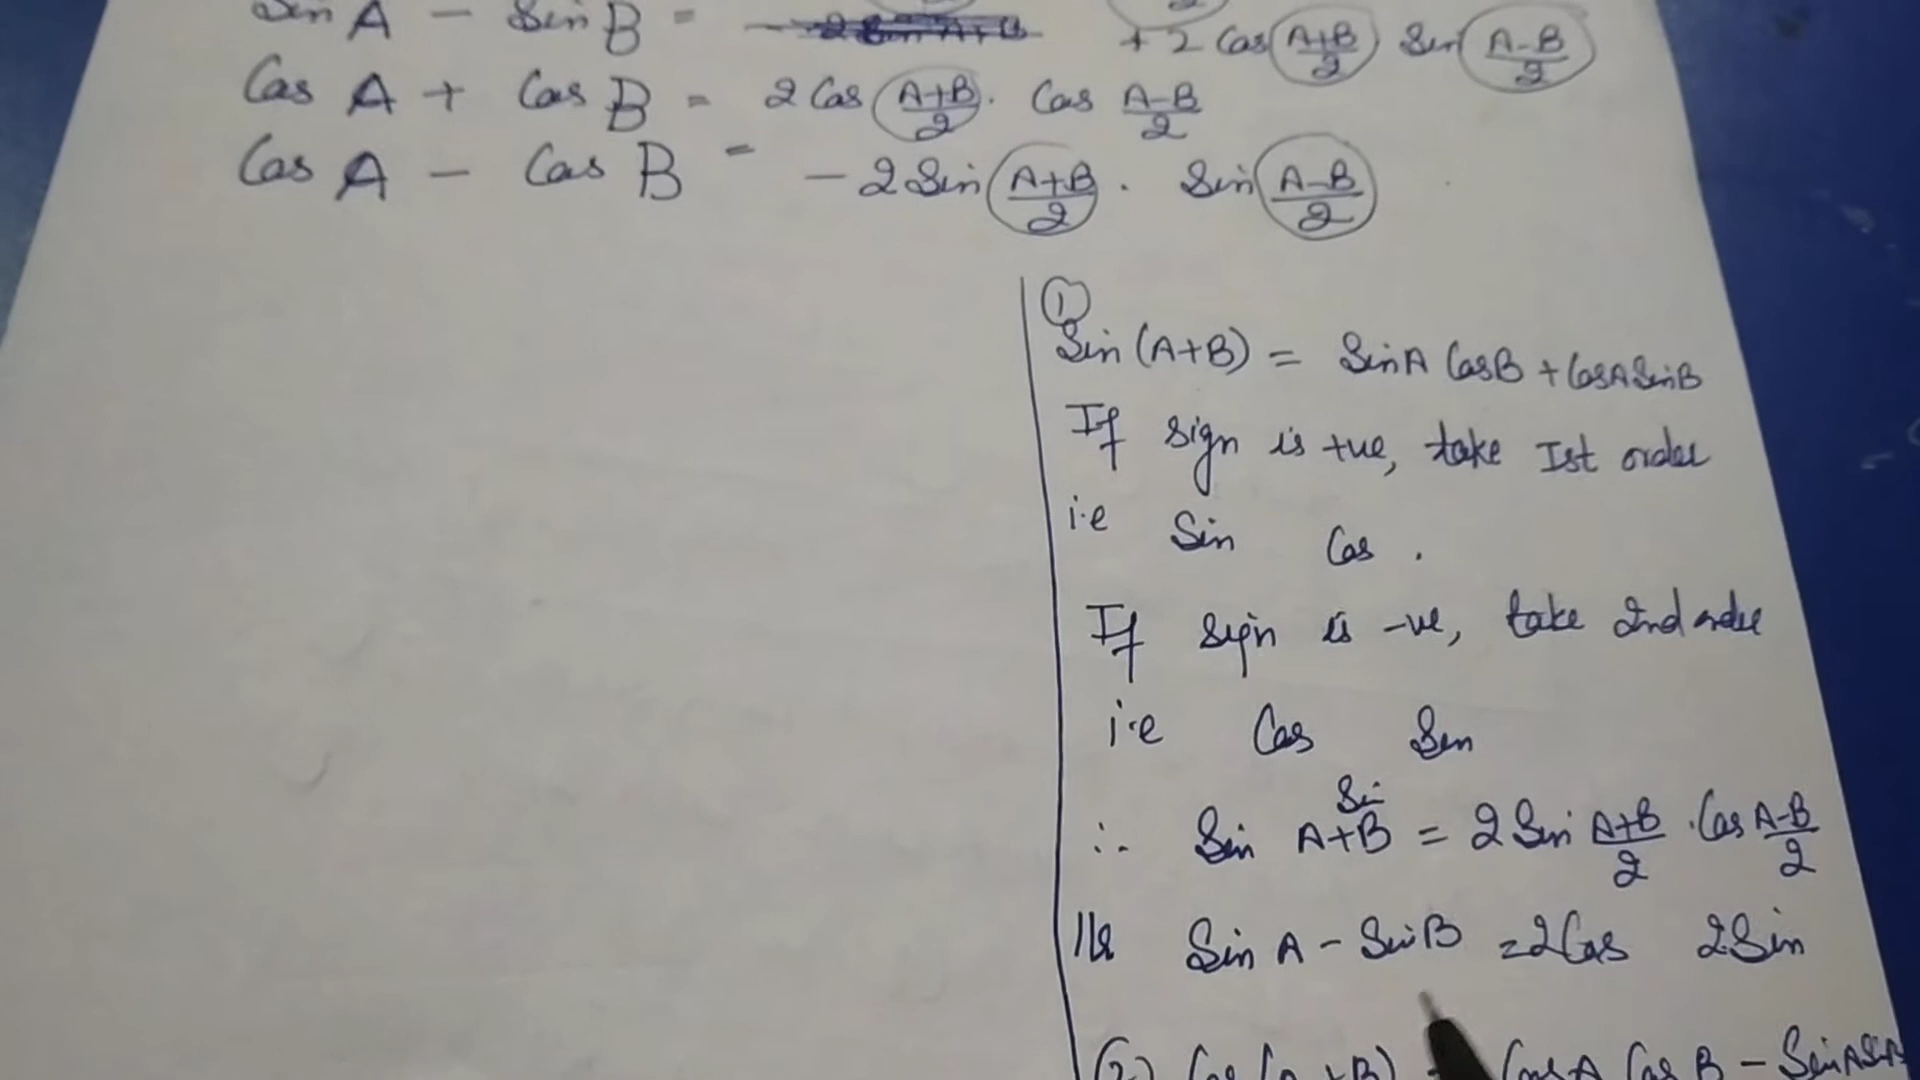 Sin A - Sin B = + 2 Cos A+B/2 Sin A-B/2
Cos A + Cos B = 2 Cos A+B/2 . Cos A-B/2
Cos A - Cos B = -2 Sin A+B/2 . Sin A-B/2
①
Sin (A+B) = Sin A Cos B + Cos A Sin B
If sign is +ve, take Ist order
i.e Sin Cos .
If sign is -ve, take 2nd order
i.e Cos Sin
Sin
∴ Sin A+B = 2 Sin A+B/2 . Cos A-B/2
Sin A - Sin B = 2 Cos 2 Sin
(2) Cos (A+B) = Cos A Cos B - Sin A Sin B